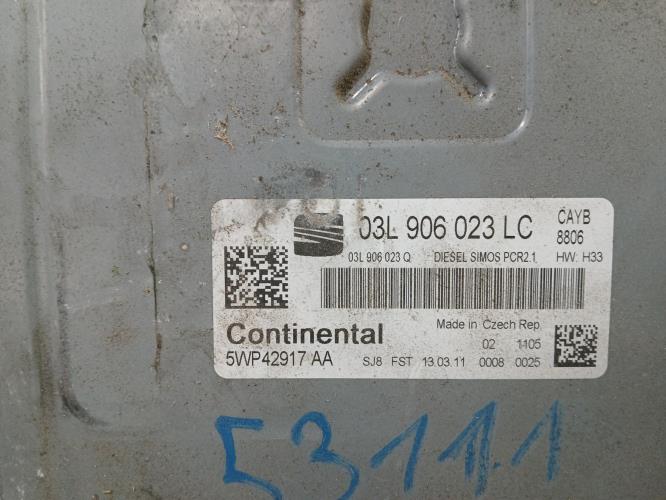 03L 906 023 LC CAYB
8806
03L 906 023 Q DIESEL SIMOS PCR2.1 HW: H33
Continental Made in Czech Rep.
02 1105
5WP42917 AA SJ8 FST 13.03.11 0008 0025
53111